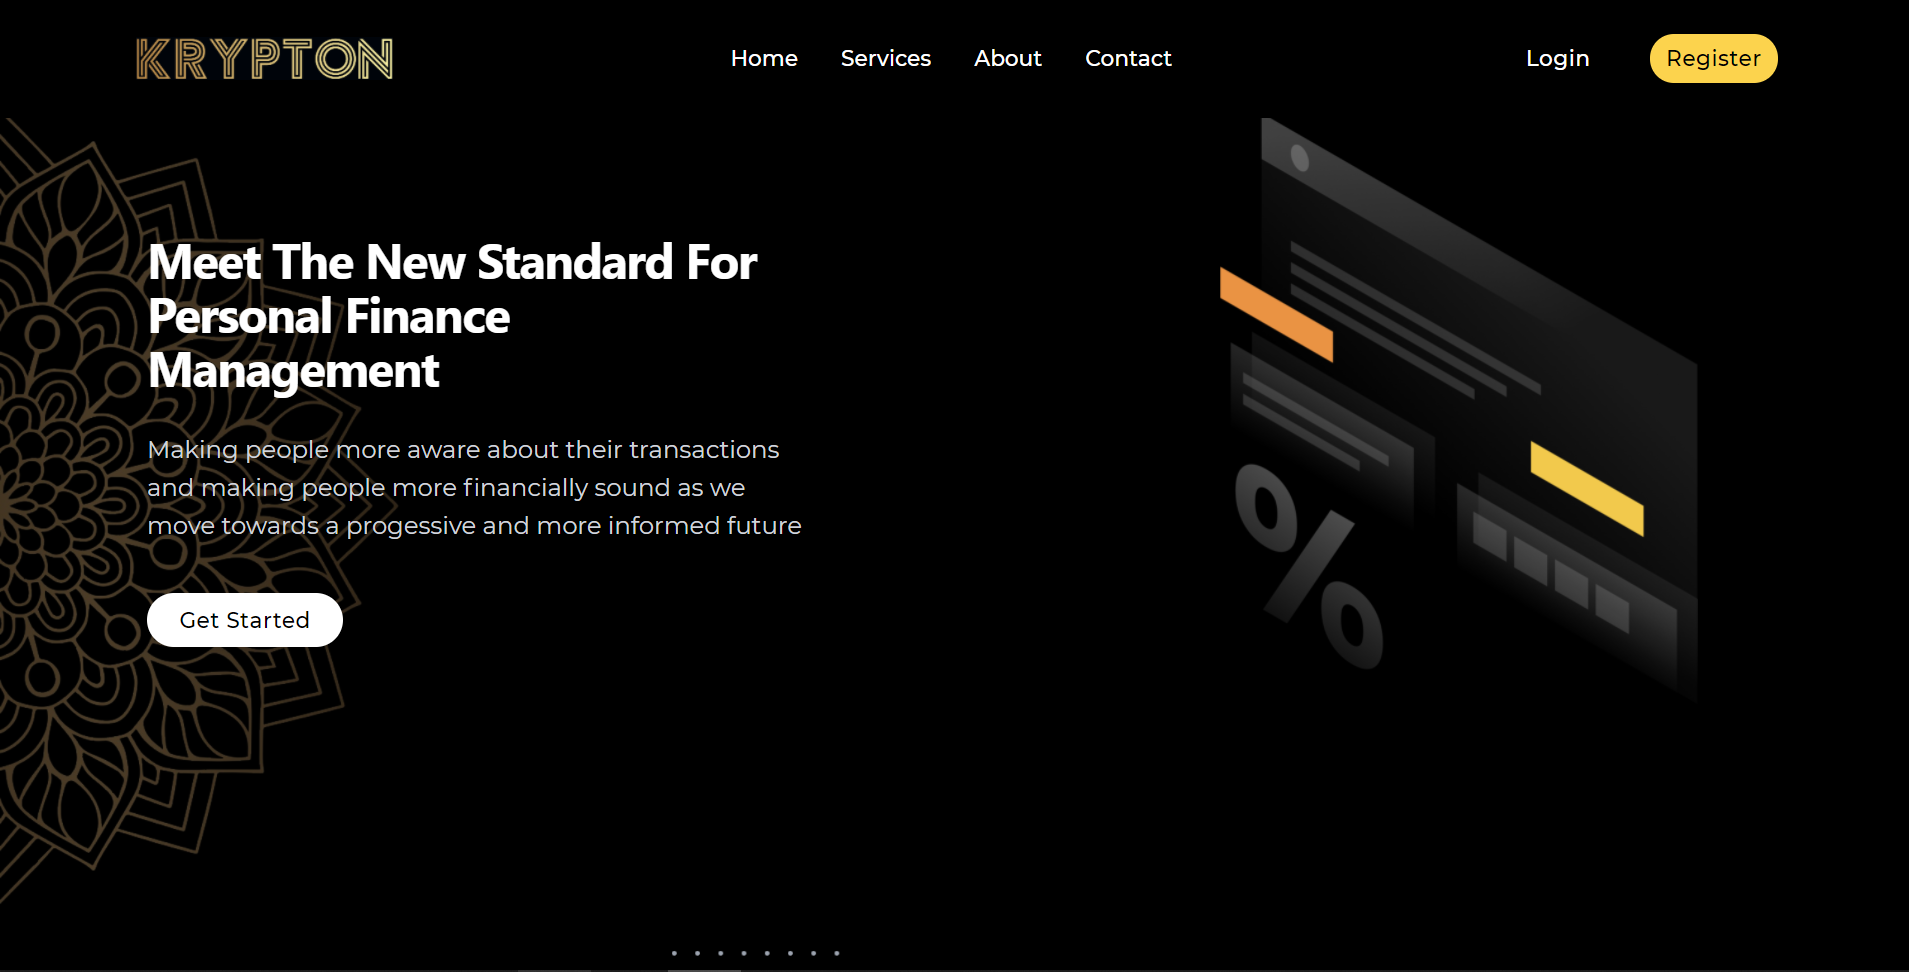 KRYPTON
Home Services About Contact
Login Register
Meet The New Standard For
Personal Finance
Management
Making people more aware about their transactions
and making people more financially sound as we
move towards a progessive and more informed future
Get Started
%